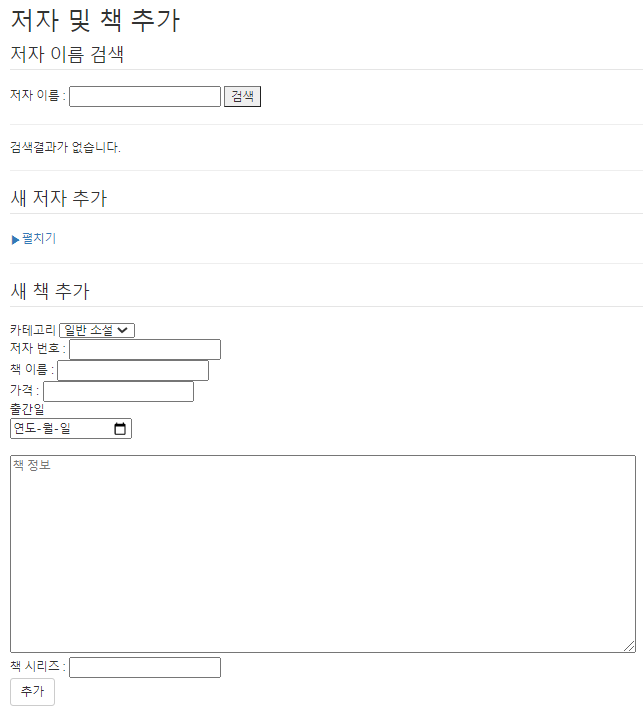 저자 및 책 추가
저자 이름 검색
저자 이름 : 검색
검색결과가 없습니다.
새 저자 추가
▶펼치기
새 책 추가
카테고리 일반 소설
저자 번호 :
책 이름 :
가격 :
출간일
연도-월-일
책 정보
책 시리즈 :
추가